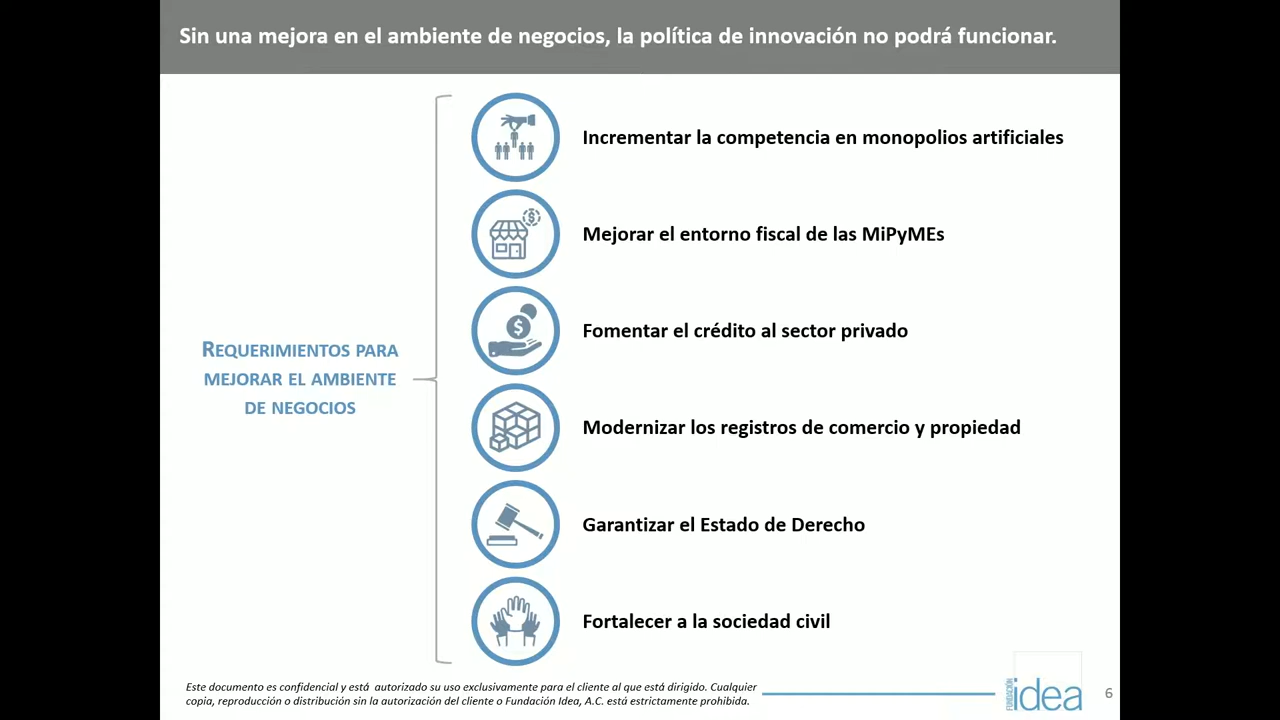 Sin una mejora en el ambiente de negocios, la política de innovación no podrá funcionar.
Incrementar la competencia en monopolios artificiales
Mejorar el entorno fiscal de las MiPyMEs
Fomentar el crédito al sector privado
REQUERIMIENTOS PARA
MEJORAR EL AMBIENTE
DE NEGOCIOS
Modernizar los registros de comercio y propiedad
Garantizar el Estado de Derecho
Fortalecer a la sociedad civil
Este documento es confidencial y está autorizado su uso exclusivamente para el cliente al que está dirigido. Cualquier
copia, reproducción o distribución sin la autorización del cliente o Fundación Idea, A.C. está estrictamente prohibida.
FUNDACIÓN
idea
6